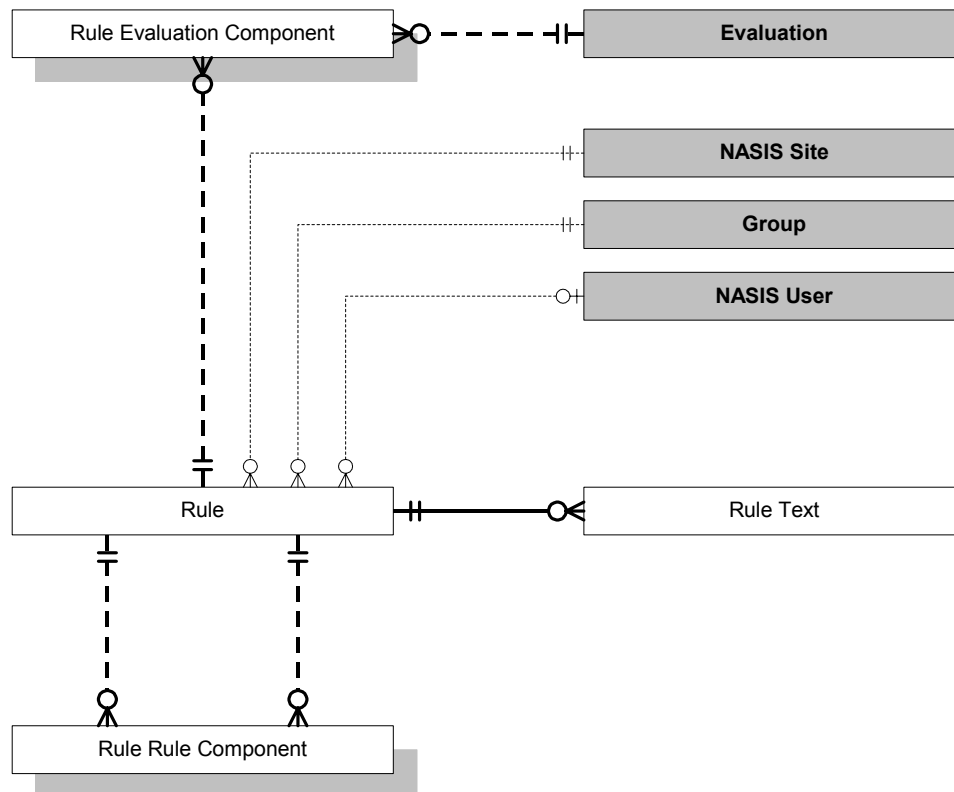 Rule Evaluation Component
Evaluation
NASIS Site
Group
NASIS User
Rule
Rule Text
Rule Rule Component